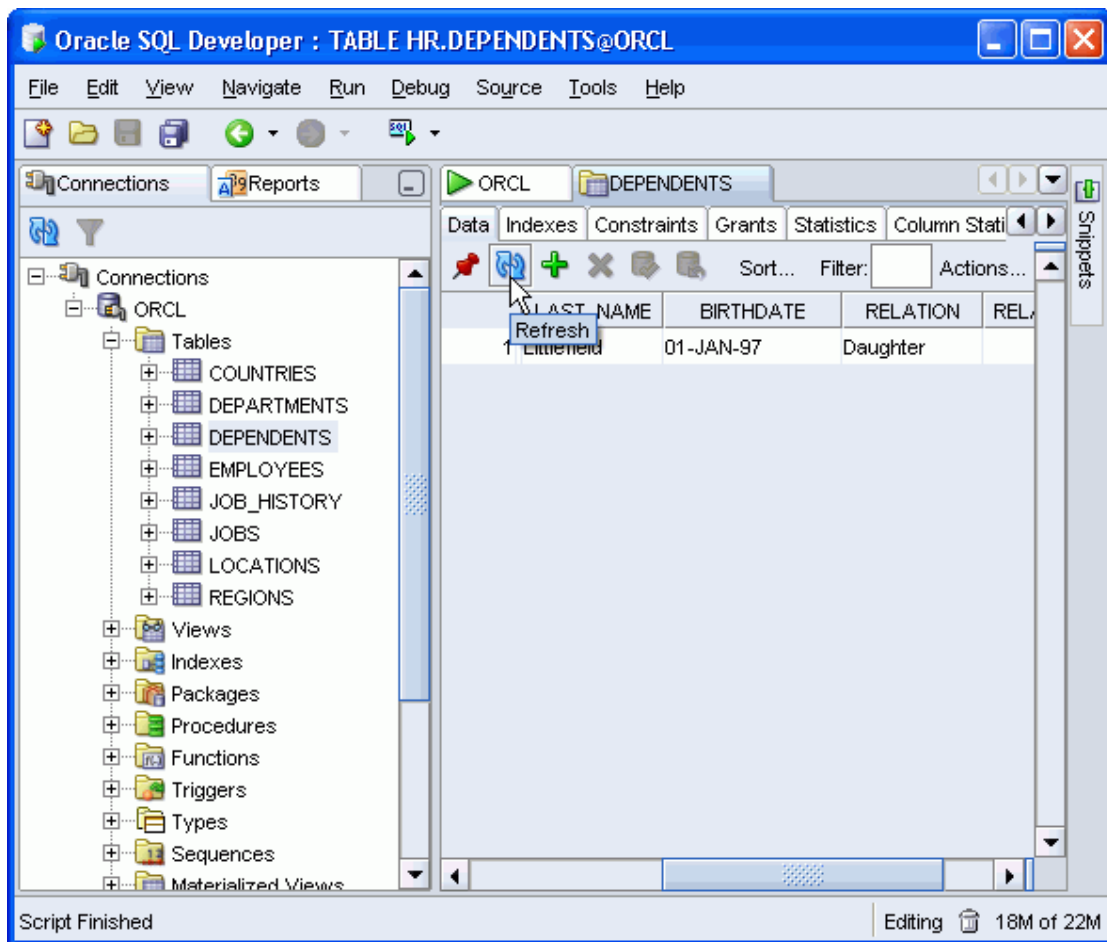 Oracle SQL Developer : TABLE HR.DEPENDENTS@ORCL
File Edit View Navigate Run Debug Source Tools Help
Connections Reports
ORCL DEPENDENTS
Data Indexes Constraints Grants Statistics Column Stati
Sort... Filter: Actions...
LAST_NAME BIRTHDATE RELATION REL
Refresh
1 Littlefield 01-JAN-97 Daughter
Snippets
Connections
ORCL
Tables
COUNTRIES
DEPARTMENTS
DEPENDENTS
EMPLOYEES
JOB_HISTORY
JOBS
LOCATIONS
REGIONS
Views
Indexes
Packages
Procedures
Functions
Triggers
Types
Sequences
Materialized Views
Script Finished Editing 18M of 22M